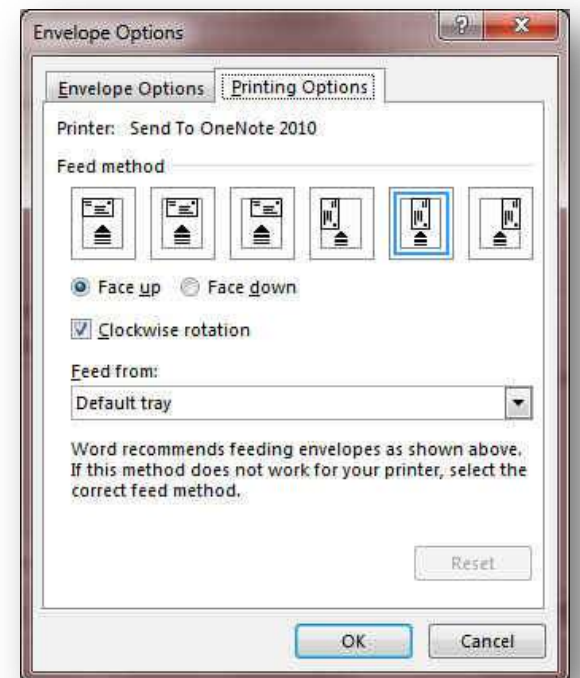 Envelope Options
Envelope Options Printing Options
Printer: Send To OneNote 2010
Feed method
Face up Face down
Clockwise rotation
Feed from:
Default tray
Word recommends feeding envelopes as shown above.
If this method does not work for your printer, select the
correct feed method.
Reset
OK Cancel